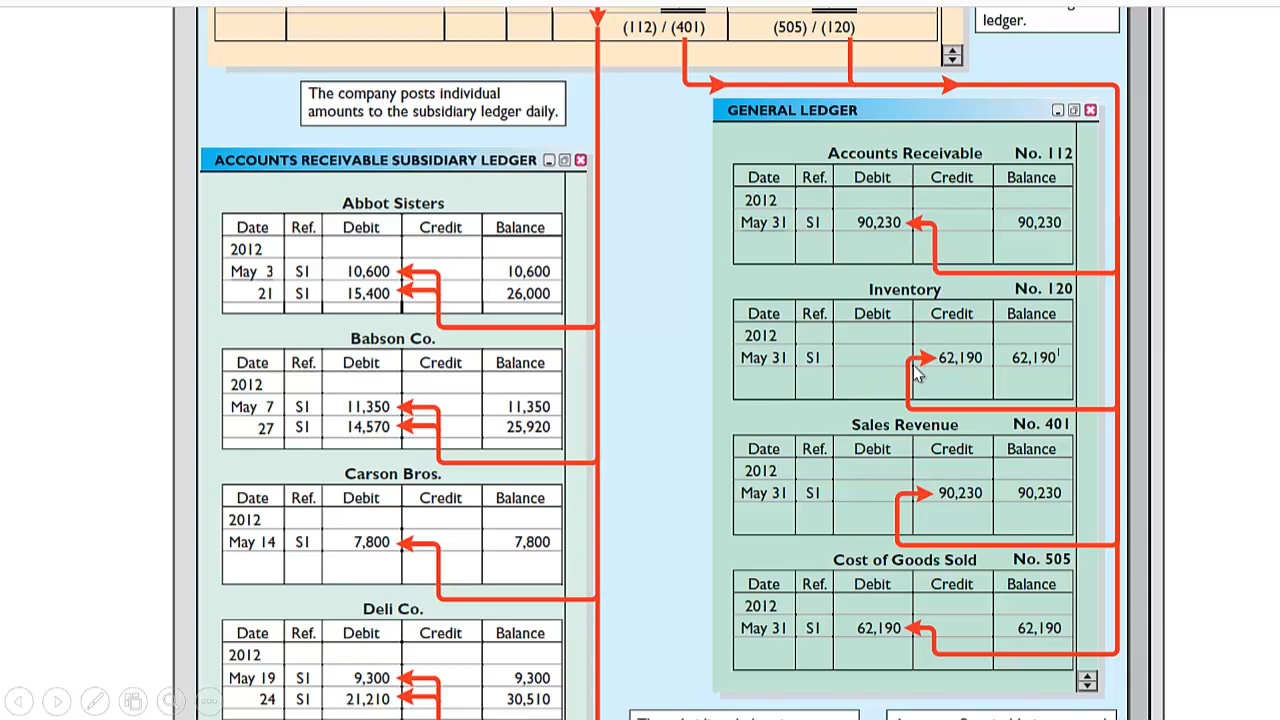 (112) / (401) (505) / (120)
ledger.
The company posts individual
amounts to the subsidiary ledger daily.
ACCOUNTS RECEIVABLE SUBSIDIARY LEDGER
Abbot Sisters
Date Ref. Debit Credit Balance
2012
May 3 S1 10,600 10,600
21 S1 15,400 26,000
Babson Co.
Date Ref. Debit Credit Balance
2012
May 7 S1 11,350 11,350
27 S1 14,570 25,920
Carson Bros.
Date Ref. Debit Credit Balance
2012
May 14 S1 7,800 7,800
Deli Co.
Date Ref. Debit Credit Balance
2012
May 19 S1 9,300 9,300
24 S1 21,210 30,510
GENERAL LEDGER
Accounts Receivable No. 112
Date Ref. Debit Credit Balance
2012
May 31 S1 90,230 90,230
Inventory No. 120
Date Ref. Debit Credit Balance
2012
May 31 S1 62,190 62,190¹
Sales Revenue No. 401
Date Ref. Debit Credit Balance
2012
May 31 S1 90,230 90,230
Cost of Goods Sold No. 505
Date Ref. Debit Credit Balance
2012
May 31 S1 62,190 62,190